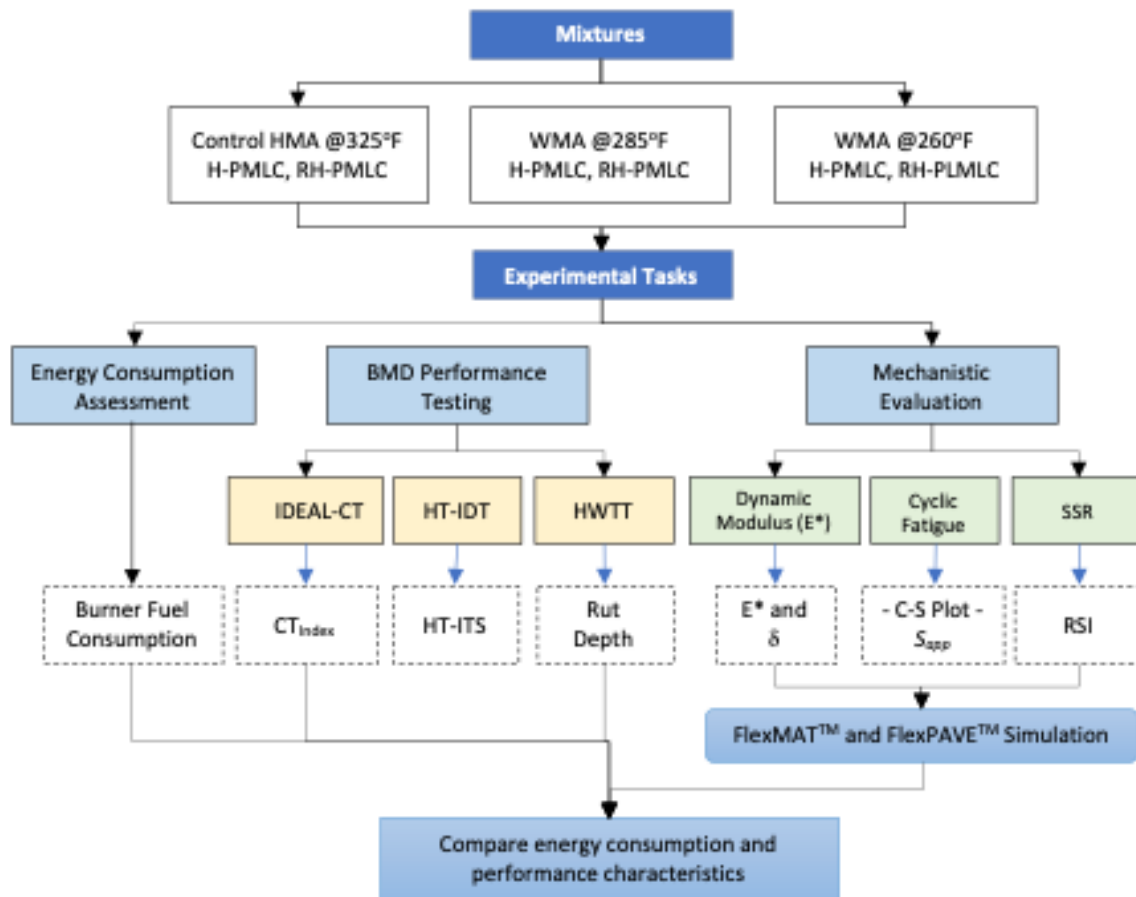 Mixtures
Control HMA @325°F
H-PMLC, RH-PMLC
WMA @285°F
H-PMLC, RH-PMLC
WMA @260°F
H-PMLC, RH-PLMLC
Experimental Tasks
Energy Consumption
Assessment
BMD Performance
Testing
Mechanistic
Evaluation
IDEAL-CT
HT-IDT
HWTT
Dynamic
Modulus (E*)
Cyclic
Fatigue
SSR
Burner Fuel
Consumption
CTIndex
HT-ITS
Rut
Depth
E* and
δ
- C-S Plot -
Sapp
RSI
FlexMAT™ and FlexPAVE™ Simulation
Compare energy consumption and
performance characteristics